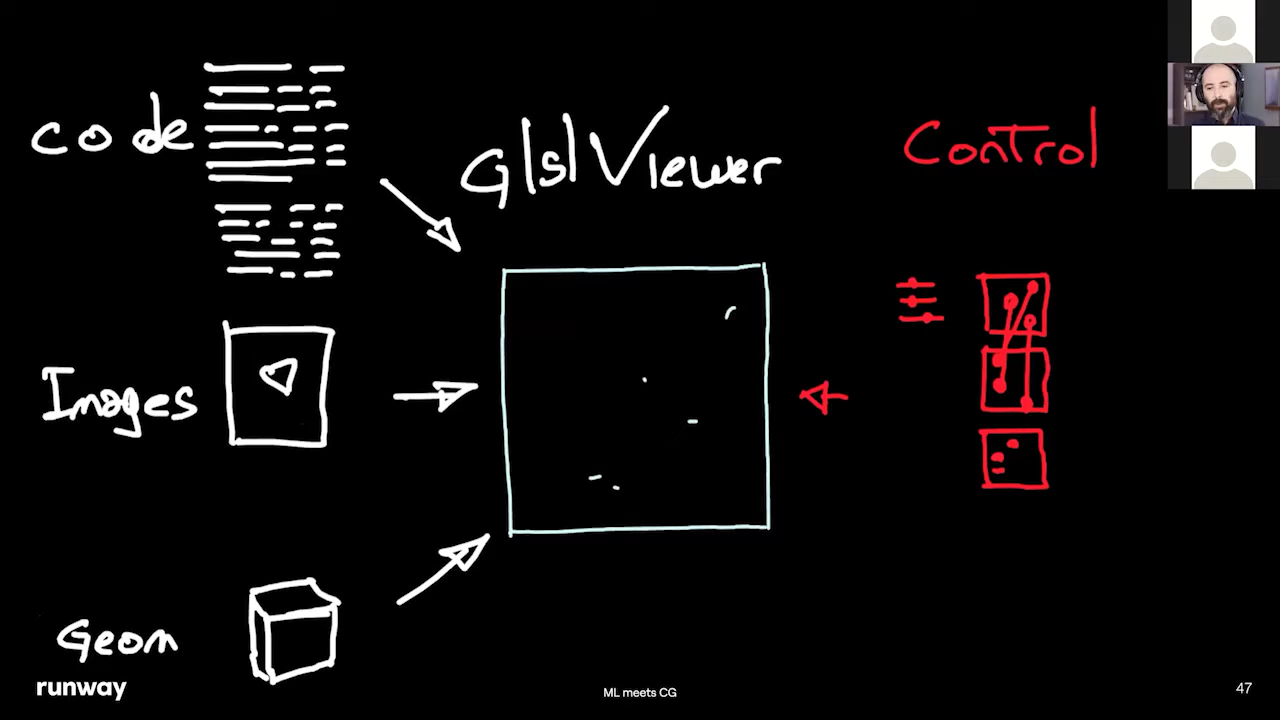 code
GlslViewer
Control
Images
Geom
runway
ML meets CG
47